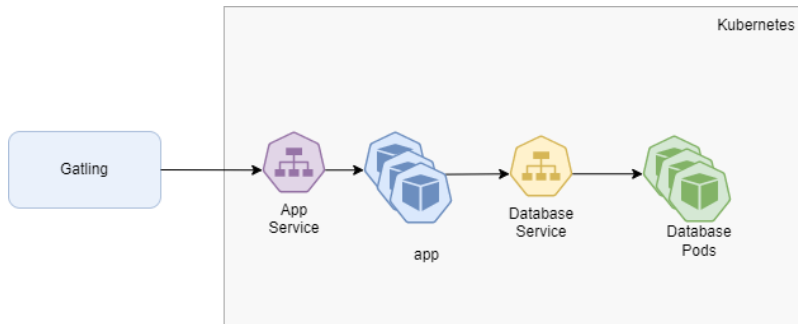 Kubernetes
Gatling
App
Service
app
Database
Service
Database
Pods